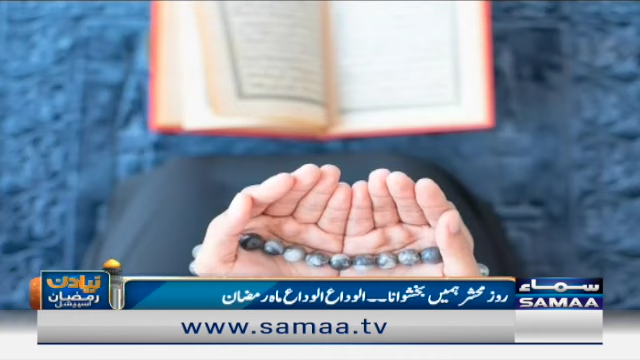 نیا دن
رمضان
اسپیشل
روز محشر ہمیں بخشوانا۔۔الوداع الوداع ماہ رمضان
سماء
SAMAA
www.samaa.tv